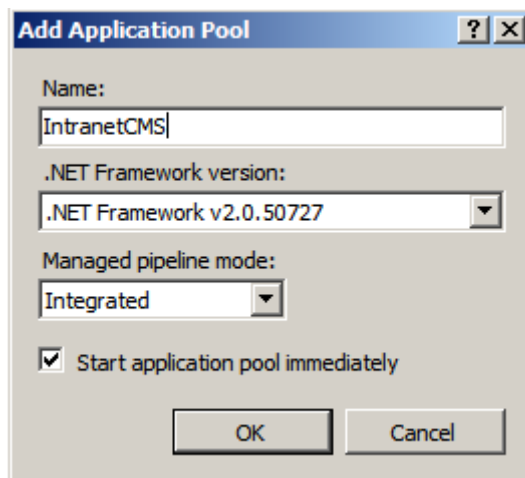 Add Application Pool
Name:
IntranetCMS
.NET Framework version:
.NET Framework v2.0.50727
Managed pipeline mode:
Integrated
Start application pool immediately
OK Cancel